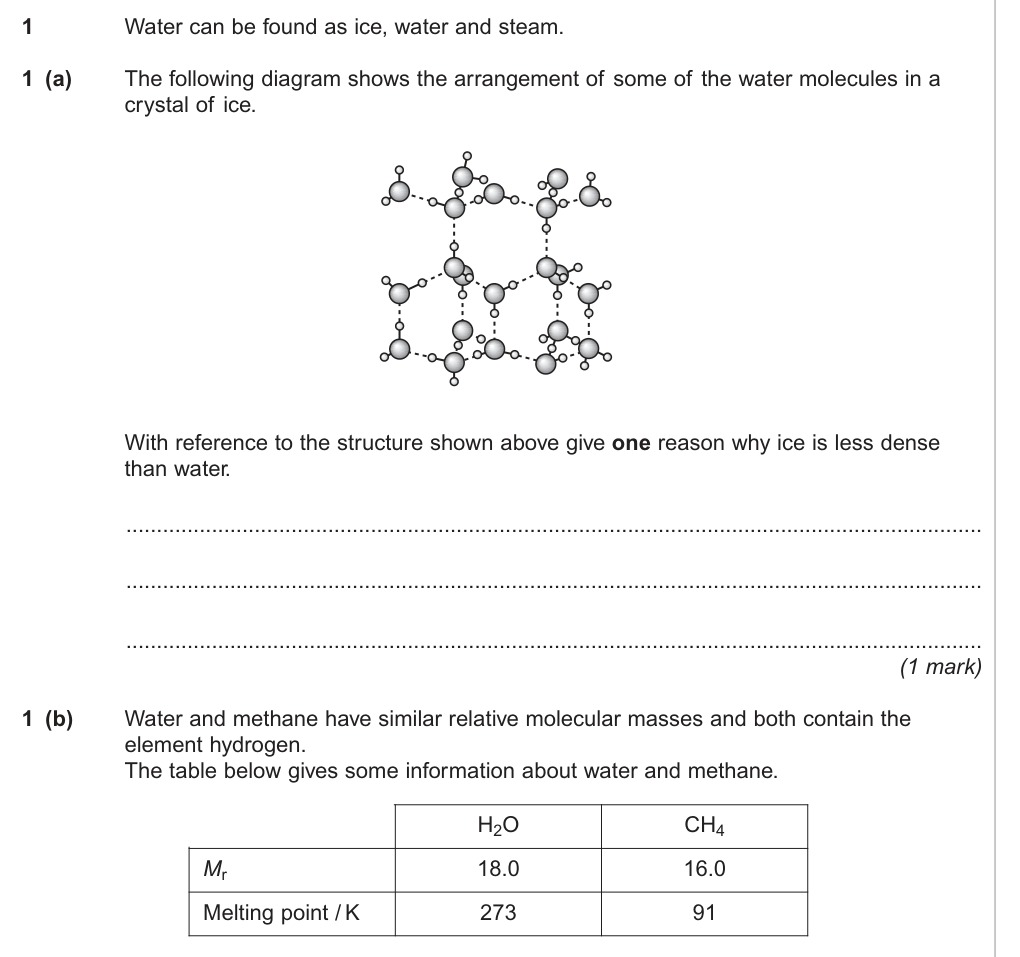 1 Water can be found as ice, water and steam.
1 (a) The following diagram shows the arrangement of some of the water molecules in a
crystal of ice.
With reference to the structure shown above give one reason why ice is less dense
than water.
(1 mark)
1 (b) Water and methane have similar relative molecular masses and both contain the
element hydrogen.
The table below gives some information about water and methane.
H₂O CH₄
Mᵣ 18.0 16.0
Melting point / K 273 91